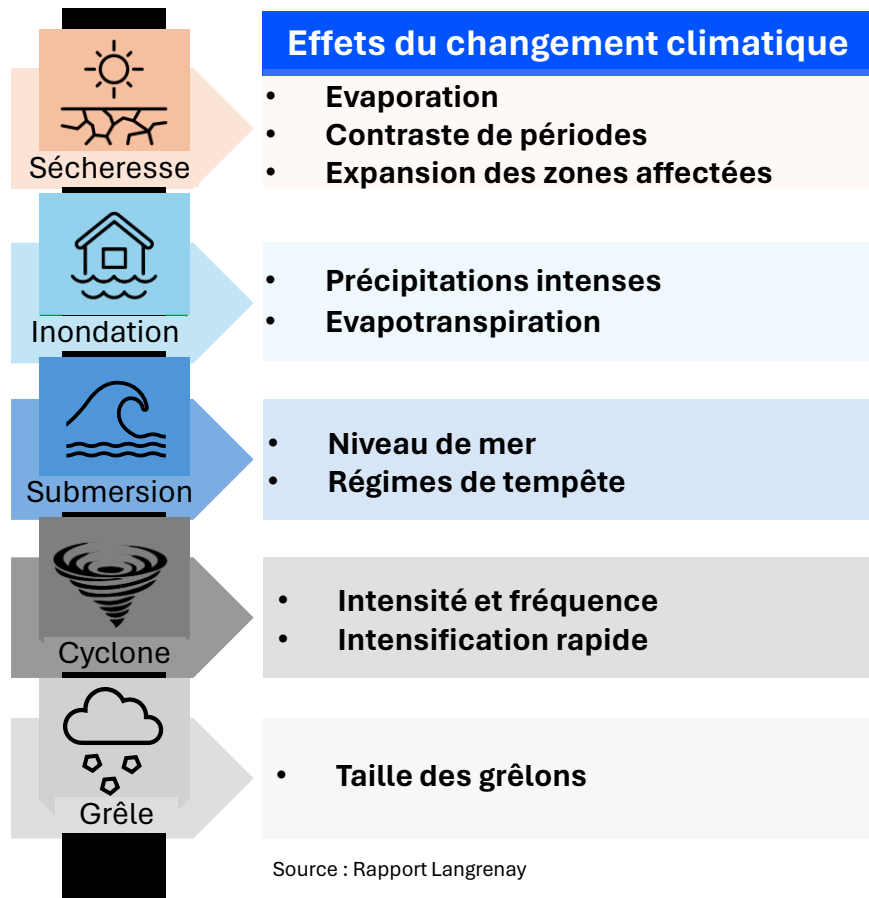 Effets du changement climatique
• Evaporation
• Contraste de périodes
• Expansion des zones affectées
Sécheresse
• Précipitations intenses
• Evapotranspiration
Inondation
• Niveau de mer
• Régimes de tempête
Submersion
• Intensité et fréquence
• Intensification rapide
Cyclone
• Taille des grêlons
Grêle
Source : Rapport Langrenay